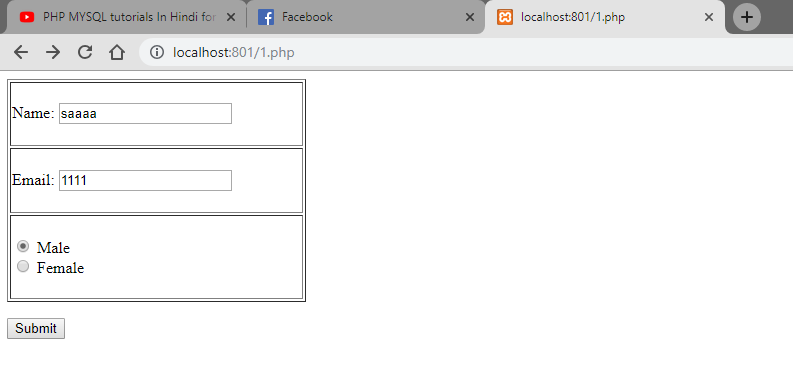 PHP MYSQL tutorials In Hindi for
Facebook
localhost:801/1.php
localhost:801/1.php
Name: saaaa
Email: 1111
Male
Female
Submit